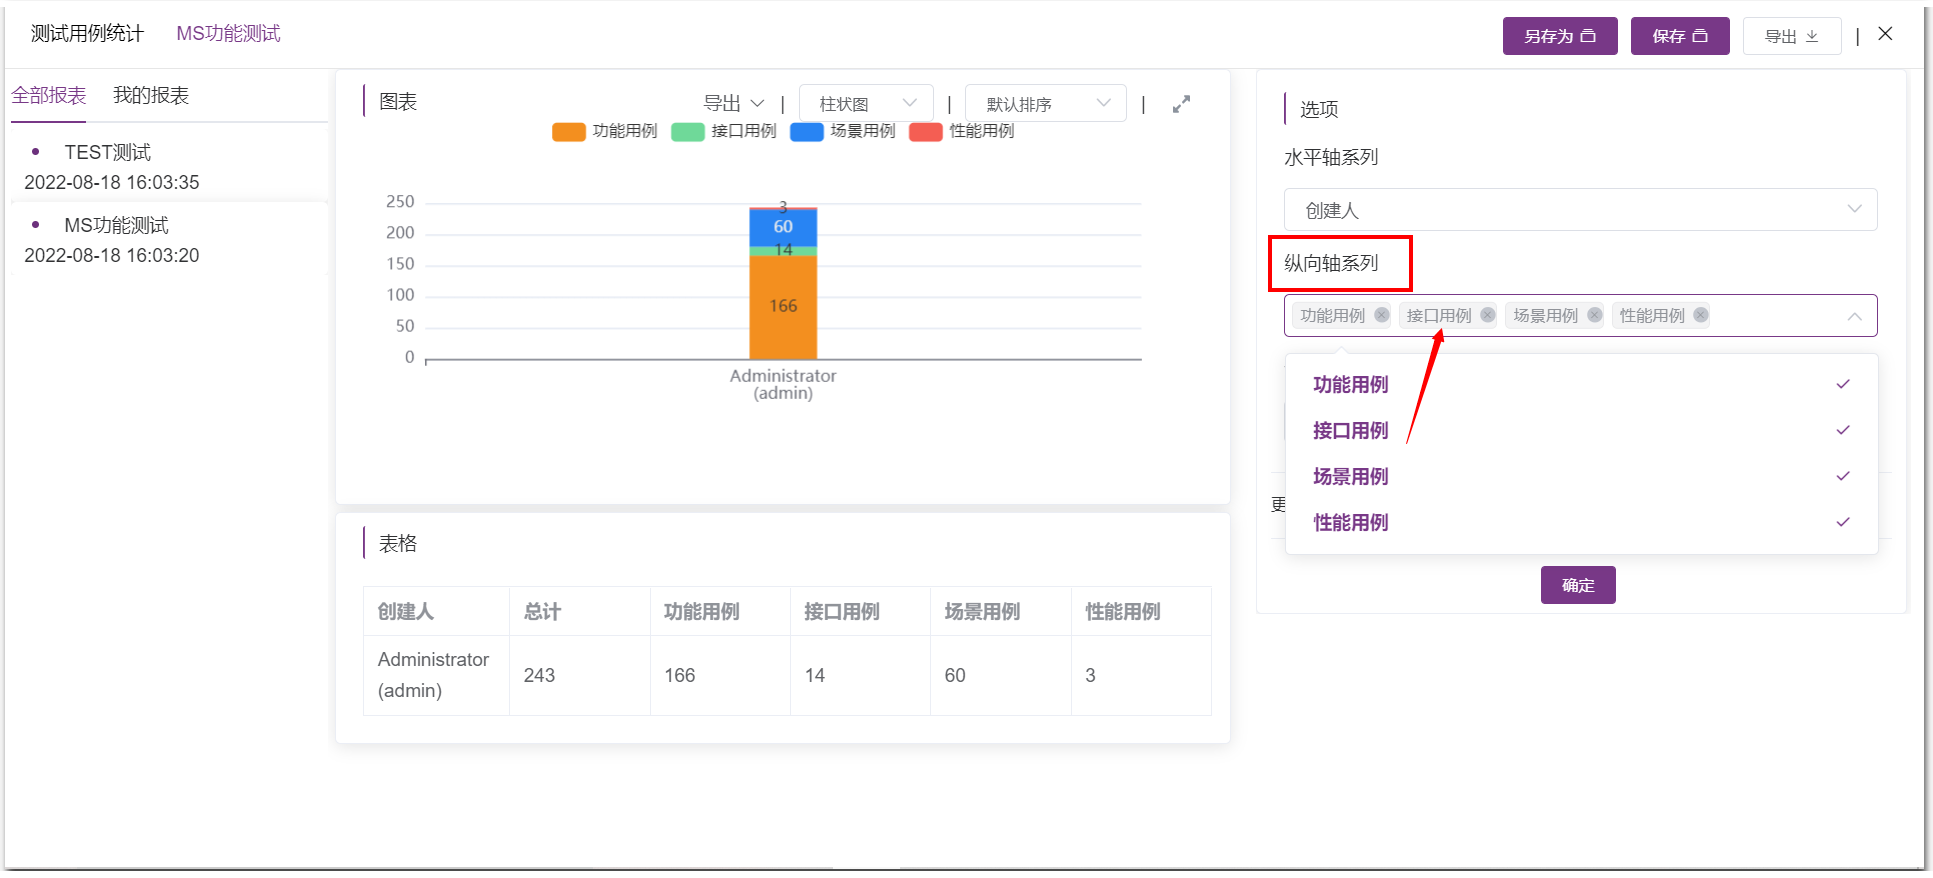 测试用例统计 MS功能测试 另存为 保存 导出 |
全部报表 我的报表
TEST测试
2022-08-18 16:03:35
MS功能测试
2022-08-18 16:03:20
图表 导出 | 柱状图 | 默认排序 |
功能用例 接口用例 场景用例 性能用例
250
200
150
100
50
0
3
60
14
166
Administrator
(admin)
表格
创建人 总计 功能用例 接口用例 场景用例 性能用例
Administrator
(admin) 243 166 14 60 3
选项
水平轴系列
创建人
纵向轴系列
功能用例 接口用例 场景用例 性能用例
功能用例
接口用例
场景用例
性能用例
更
确定